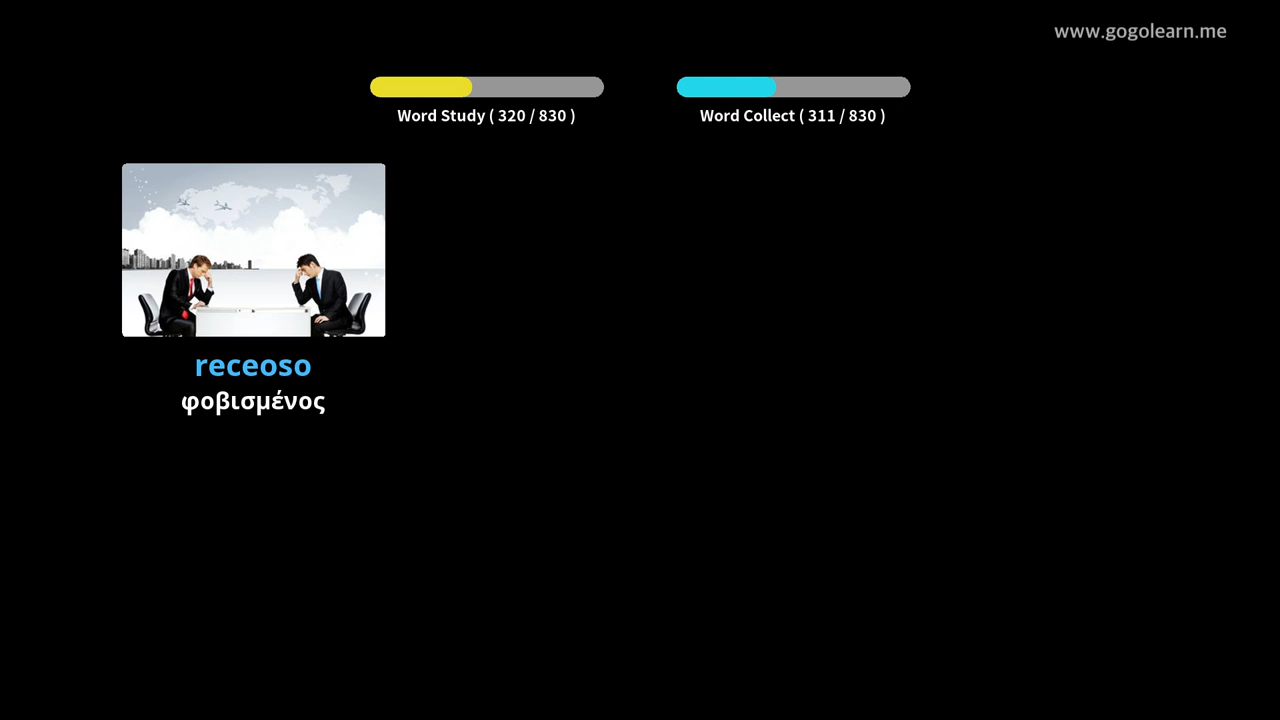 www.gogolearn.me
Word Study ( 320 / 830 )
Word Collect ( 311 / 830 )
receoso
φοβισμένος